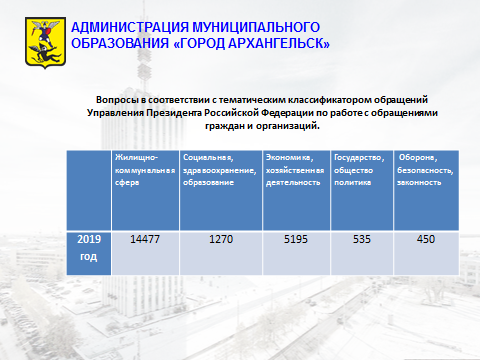 АДМИНИСТРАЦИЯ МУНИЦИПАЛЬНОГО
ОБРАЗОВАНИЯ «ГОРОД АРХАНГЕЛЬСК»
Вопросы в соответствии с тематическим классификатором обращений
Управления Президента Российской Федерации по работе с обращениями
граждан и организаций.
Жилищно-
коммунальная
сфера
Социальная,
здравоохранение,
образование
Экономика,
хозяйственная
деятельность
Государство,
общество
политика
Оборона,
безопасность,
законность
2019
год
14477
1270
5195
535
450